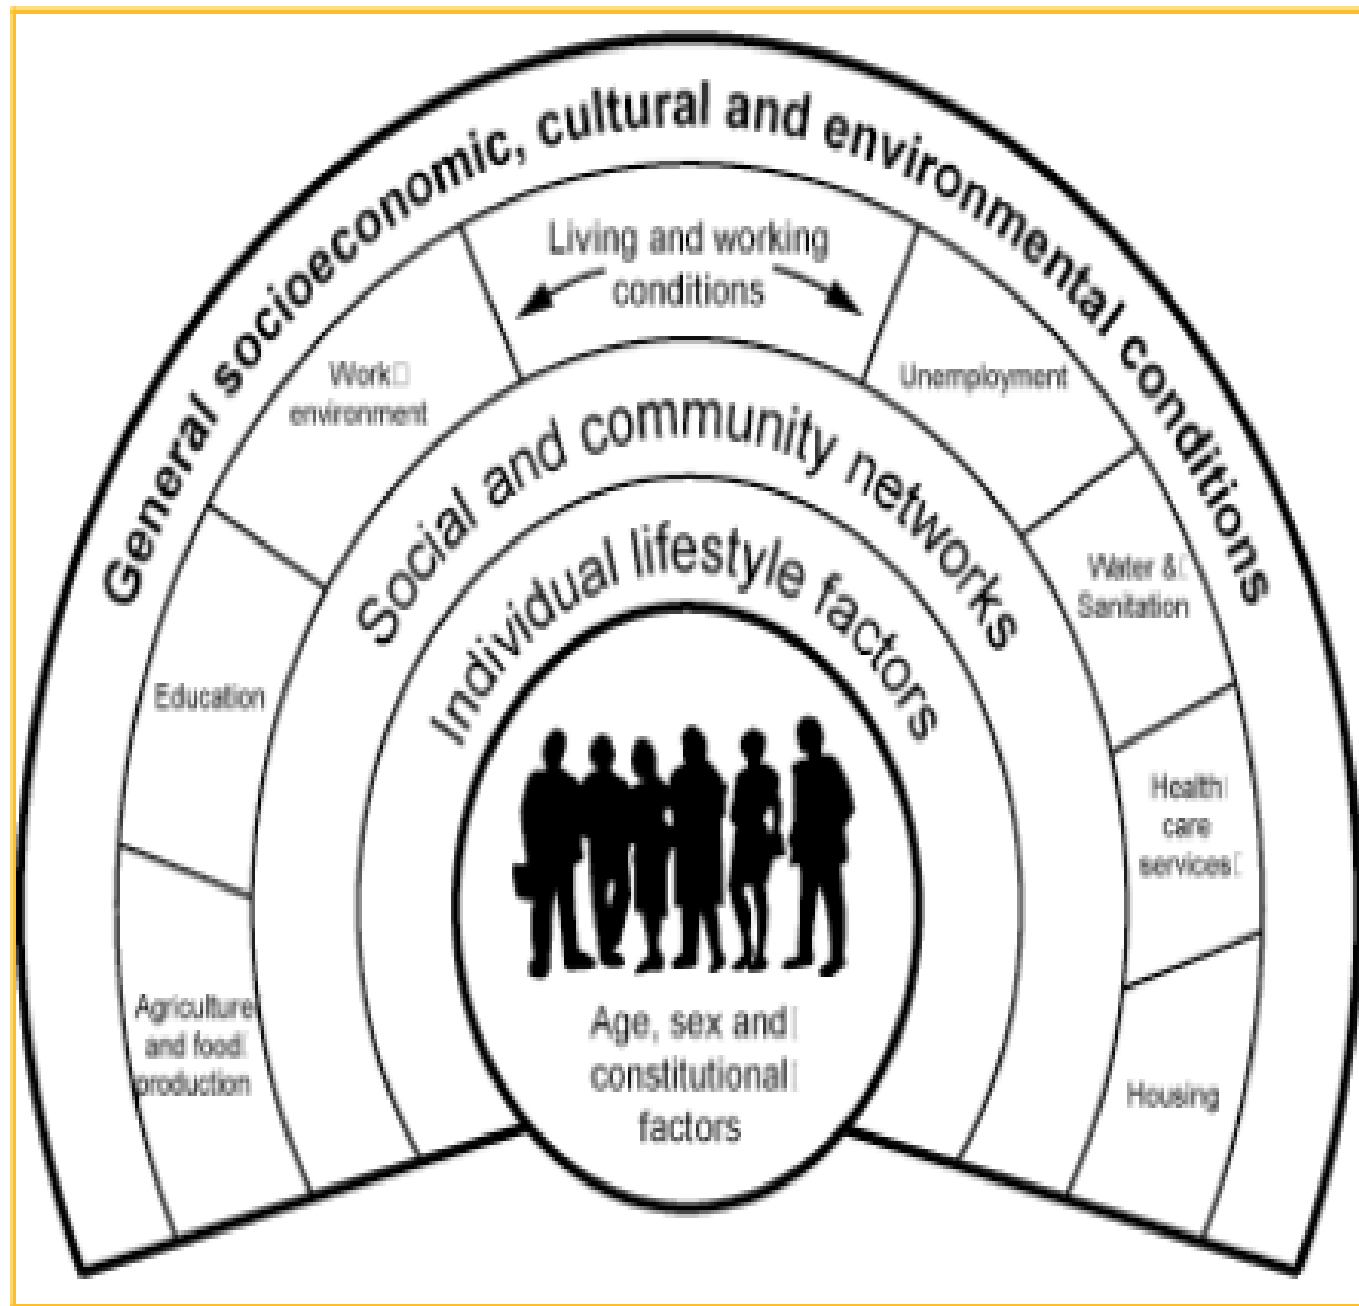 General socioeconomic, cultural and environmental conditions
Living and working
conditions
Work
environment
Unemployment
Social and community networks
Water &
Sanitation
Individual lifestyle factors
Education
Health
care
services
Agriculture
and food
production
Housing
Age, sex and
constitutional
factors